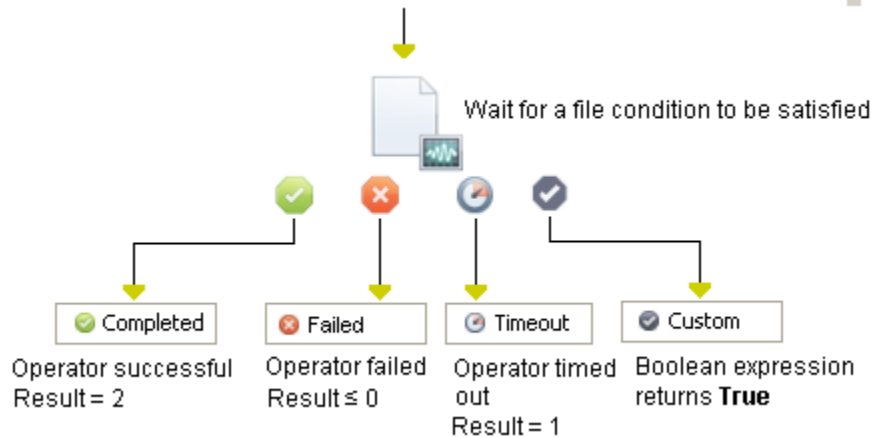 Wait for a file condition to be satisfied
Completed
Failed
Timeout
Custom
Operator successful
Result = 2
Operator failed
Result ≤ 0
Operator timed
out
Result = 1
Boolean expression
returns True